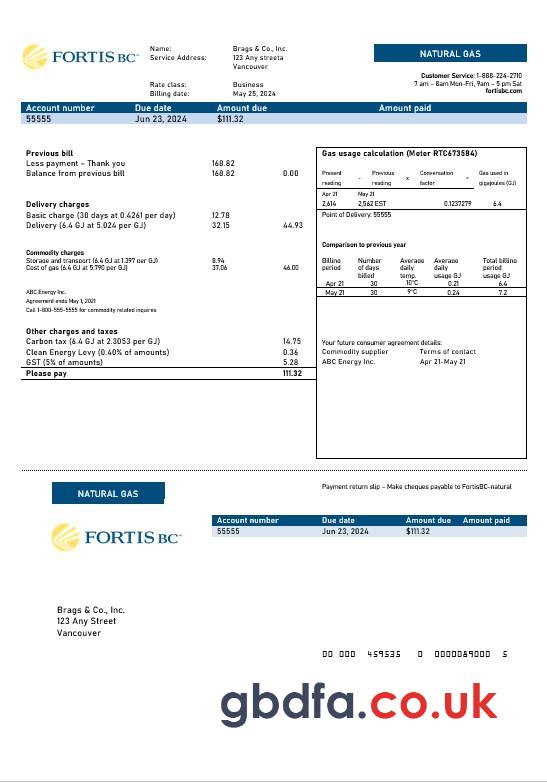 FORTIS BC™
Name: Brags & Co., Inc.
Service Address: 123 Any streeta
Vancouver
Rate class: Business
Billing date: May 25, 2024
NATURAL GAS
Customer Service: 1-888-224-2710
7 am – 8am Mon-Fri, 9am – 5 pm Sat
fortisbc.com
Account number Due date Amount due Amount paid
55555 Jun 23, 2024 $111.32
Previous bill
Less payment – Thank you 168.82
Balance from previous bill 168.82 0.00
Delivery charges
Basic charge (30 days at 0.4261 per day) 12.78
Delivery (6.4 GJ at 5.024 per GJ) 32.15 44.93
Commodity charges
Storage and transport (6.4 GJ at 1.397 per GJ) 8.94
Cost of gas (6.4 GJ at 5.790 per GJ) 37.06 46.00
ABC Energy Inc.
Agreement ends May 1, 2021
Call 1-800-555-5555 for commodity related inquires
Other charges and taxes
Carbon tax (6.4 GJ at 2.3053 per GJ) 14.75
Clean Energy Levy (0.40% of amounts) 0.36
GST (5% of amounts) 5.28
Please pay 111.32
Gas usage calculation (Meter RTC673584)
Present reading – Previous reading x Conversation factor = Gas used in gigajoules (GJ)
Apr 21 May 21
2,614 2,562 EST 0.1237279 6.4
Point of Delivery: 55555
Comparison to previous year
Billino Number Average Average Total billino
period of days daily daily period
billed temp. usage GJ usage GJ
Apr 21 30 10°C 0.21 6.4
May 21 30 9°C 0.24 7.2
Your future consumer agreement details:
Commodity supplier Terms of contact
ABC Energy Inc. Apr 21-May 21
NATURAL GAS
Payment return slip – Make cheques payable to FortisBC-natural
FORTIS BC™
Account number Due date Amount due Amount paid
55555 Jun 23, 2024 $111.32
Brags & Co., Inc.
123 Any Street
Vancouver
00 000 459535 0 0000089000 5
gbdfa.co.uk